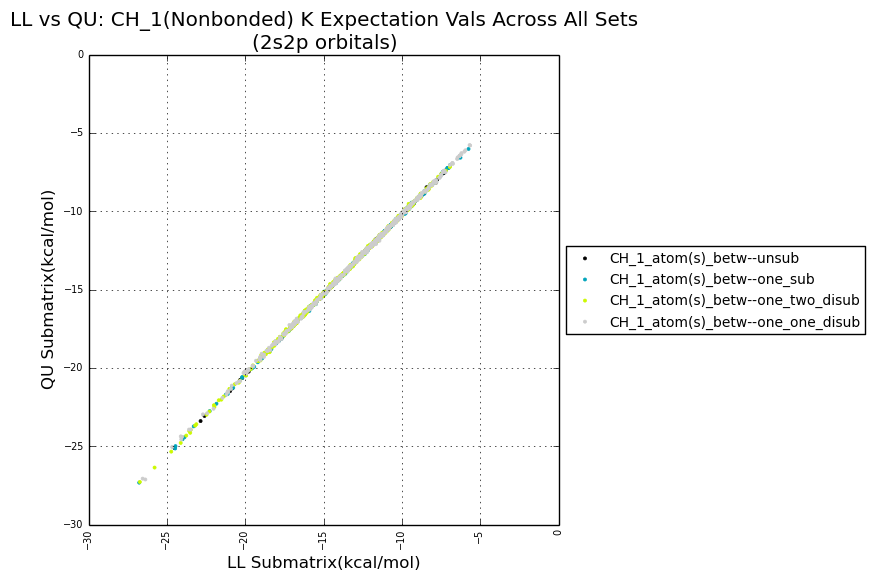 LL vs QU: CH_1(Nonbonded) K Expectation Vals Across All Sets
(2s2p orbitals)
0
−5
−10
−15
−20
−25
−30
QU Submatrix(kcal/mol)
−30
−25
−20
−15
−10
−5
0
LL Submatrix(kcal/mol)
CH_1_atom(s)_betw--unsub
CH_1_atom(s)_betw--one_sub
CH_1_atom(s)_betw--one_two_disub
CH_1_atom(s)_betw--one_one_disub